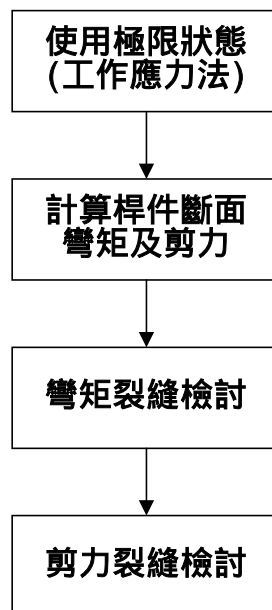 使用極限狀態
(工作應力法)
計算桿件斷面
彎矩及剪力
彎矩裂縫檢討
剪力裂縫檢討